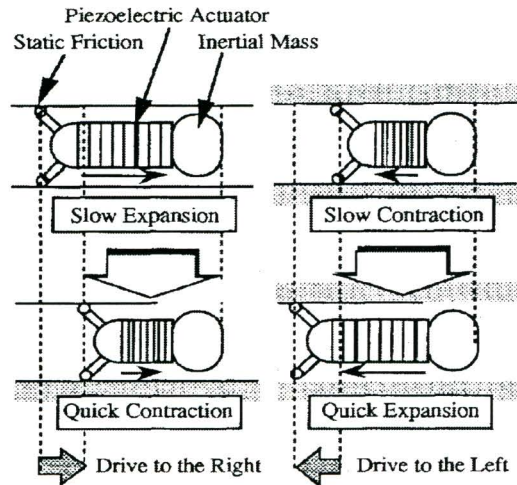 Piezoelectric Actuator
Static Friction
Inertial Mass
Slow Expansion
Slow Contraction
Quick Contraction
Quick Expansion
Drive to the Right
Drive to the Left